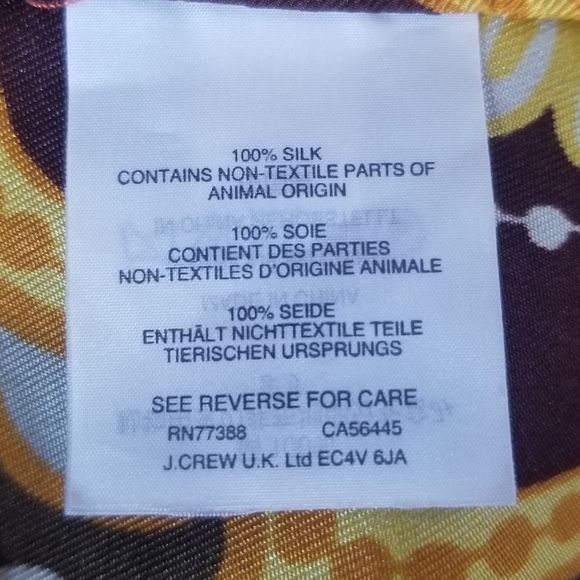 100% SILK
CONTAINS NON-TEXTILE PARTS OF
ANIMAL ORIGIN
100% SOIE
CONTIENT DES PARTIES
NON-TEXTILES D'ORIGINE ANIMALE
100% SEIDE
ENTHÄLT NICHTTEXTILE TEILE
TIERISCHEN URSPRUNGS
SEE REVERSE FOR CARE
RN77388 CA56445
J.CREW U.K. Ltd EC4V 6JA